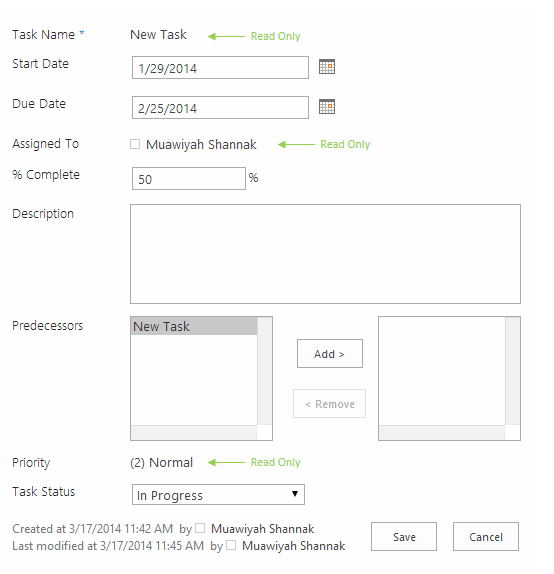 Task Name * New Task Read Only
Start Date 1/29/2014
Due Date 2/25/2014
Assigned To Muawiyah Shannak Read Only
% Complete 50 %
Description
Predecessors New Task
Add >
< Remove
Priority (2) Normal Read Only
Task Status In Progress
Created at 3/17/2014 11:42 AM by Muawiyah Shannak
Last modified at 3/17/2014 11:45 AM by Muawiyah Shannak
Save Cancel